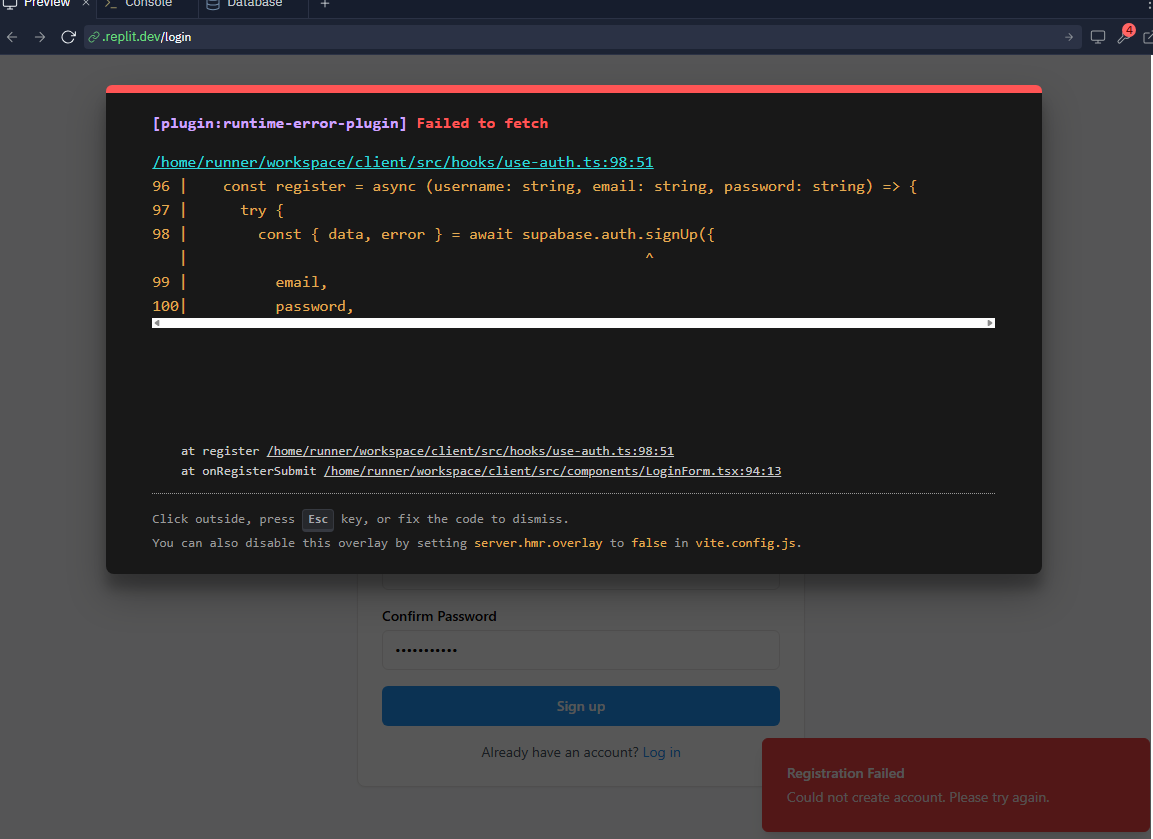 Preview
Console
Database
.replit.dev/login
4
[plugin:runtime-error-plugin] Failed to fetch
/home/runner/workspace/client/src/hooks/use-auth.ts:98:51
96 |    const register = async (username: string, email: string, password: string) => {
97 |      try {
98 |        const { data, error } = await supabase.auth.signUp({
   |                                                    ^
99 |          email,
100|          password,
at register /home/runner/workspace/client/src/hooks/use-auth.ts:98:51
at onRegisterSubmit /home/runner/workspace/client/src/components/LoginForm.tsx:94:13
Click outside, press Esc key, or fix the code to dismiss.
You can also disable this overlay by setting server.hmr.overlay to false in vite.config.js.
Confirm Password
•••••••••••
Sign up
Already have an account? Log in
Registration Failed
Could not create account. Please try again.